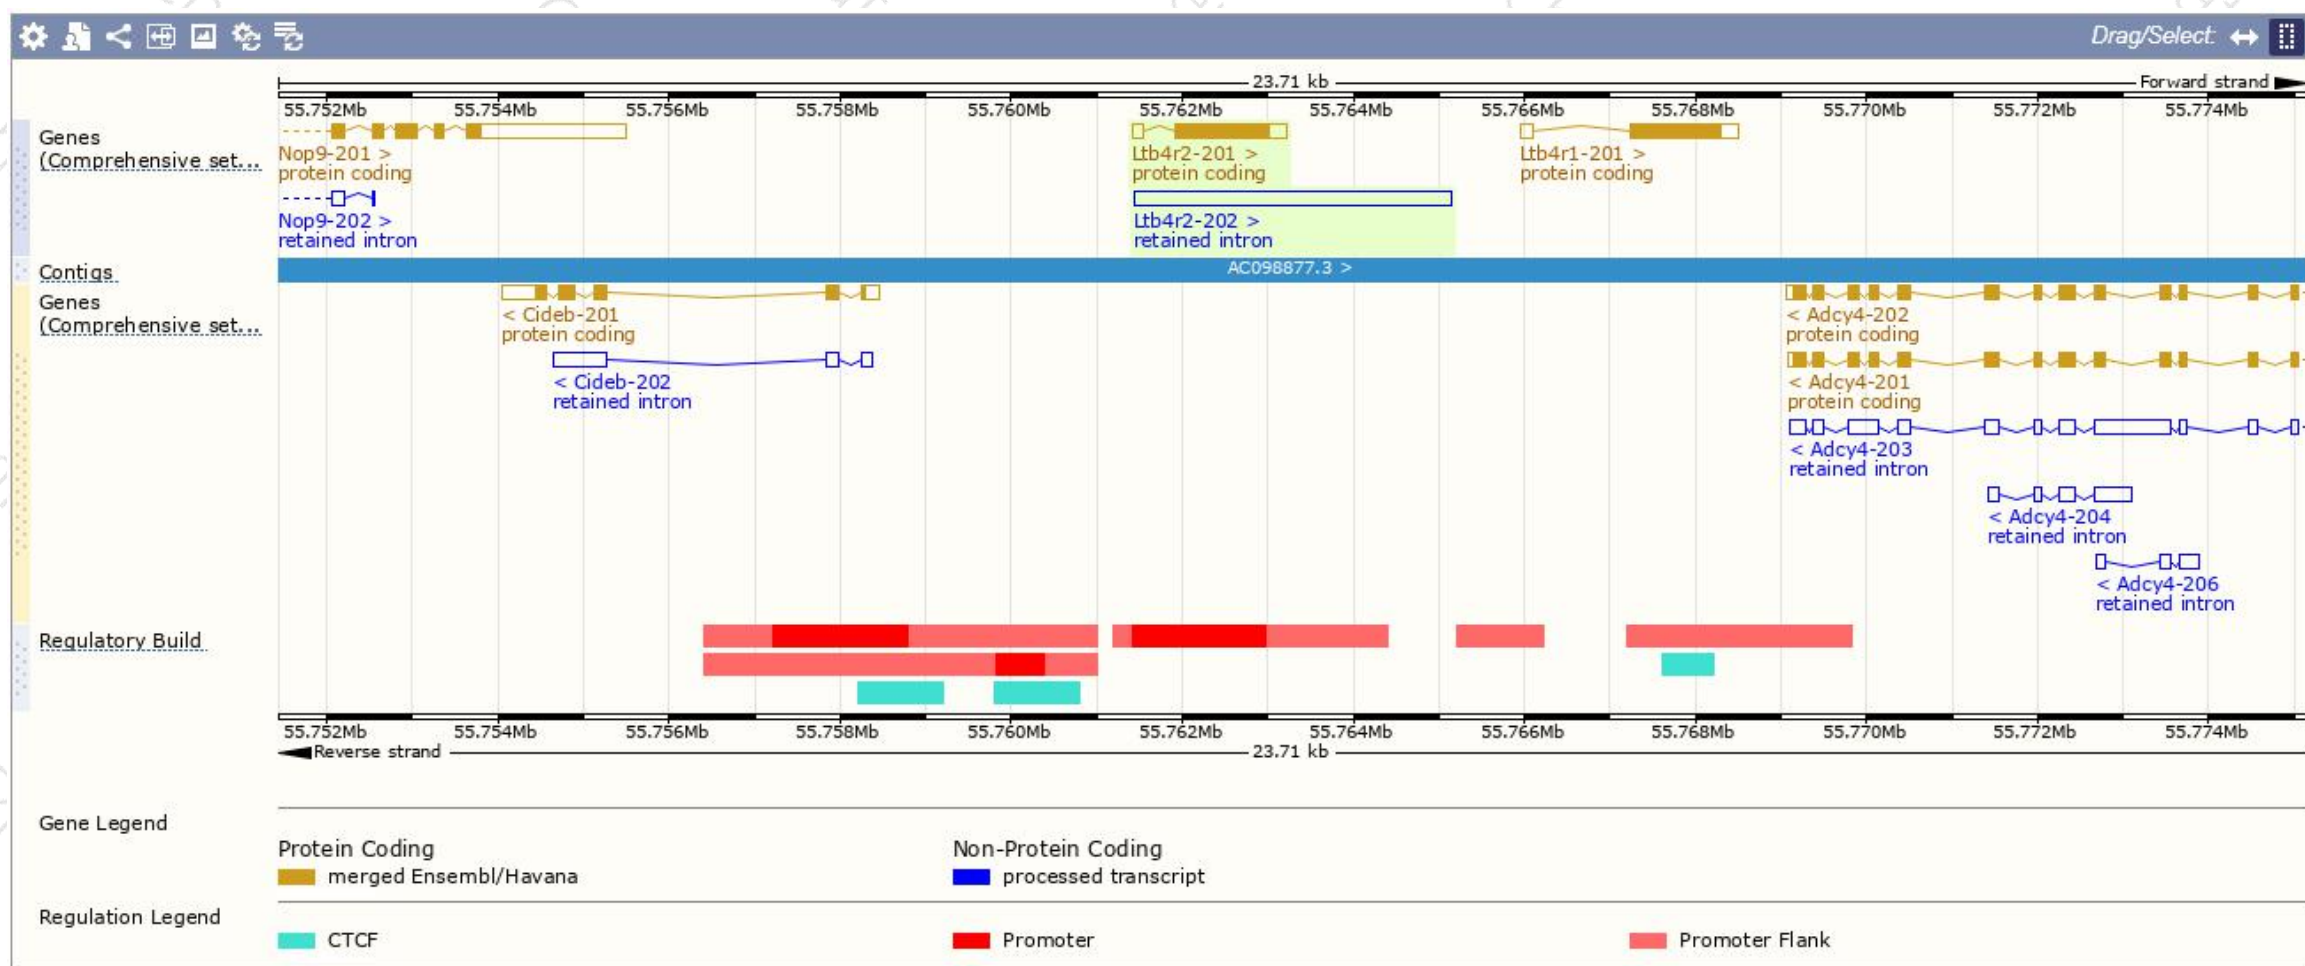 Drag/Select:
23.71 kb
Forward strand
55.752Mb 55.754Mb 55.756Mb 55.758Mb 55.760Mb 55.762Mb 55.764Mb 55.766Mb 55.768Mb 55.770Mb 55.772Mb 55.774Mb
Genes
(Comprehensive set...
Nop9-201 >
protein coding
Ltb4r2-201 >
protein coding
Ltb4r1-201 >
protein coding
Nop9-202 >
retained intron
Ltb4r2-202 >
retained intron
Contigs
AC098877.3 >
Genes
(Comprehensive set...
< Cideb-201
protein coding
< Adcy4-202
protein coding
< Cideb-202
retained intron
< Adcy4-201
protein coding
< Adcy4-203
retained intron
< Adcy4-204
retained intron
< Adcy4-206
retained intron
Regulatory Build
55.752Mb 55.754Mb 55.756Mb 55.758Mb 55.760Mb 55.762Mb 55.764Mb 55.766Mb 55.768Mb 55.770Mb 55.772Mb 55.774Mb
Reverse strand
23.71 kb
Gene Legend
Protein Coding
Non-Protein Coding
merged Ensembl/Havana
processed transcript
Regulation Legend
CTCF
Promoter
Promoter Flank